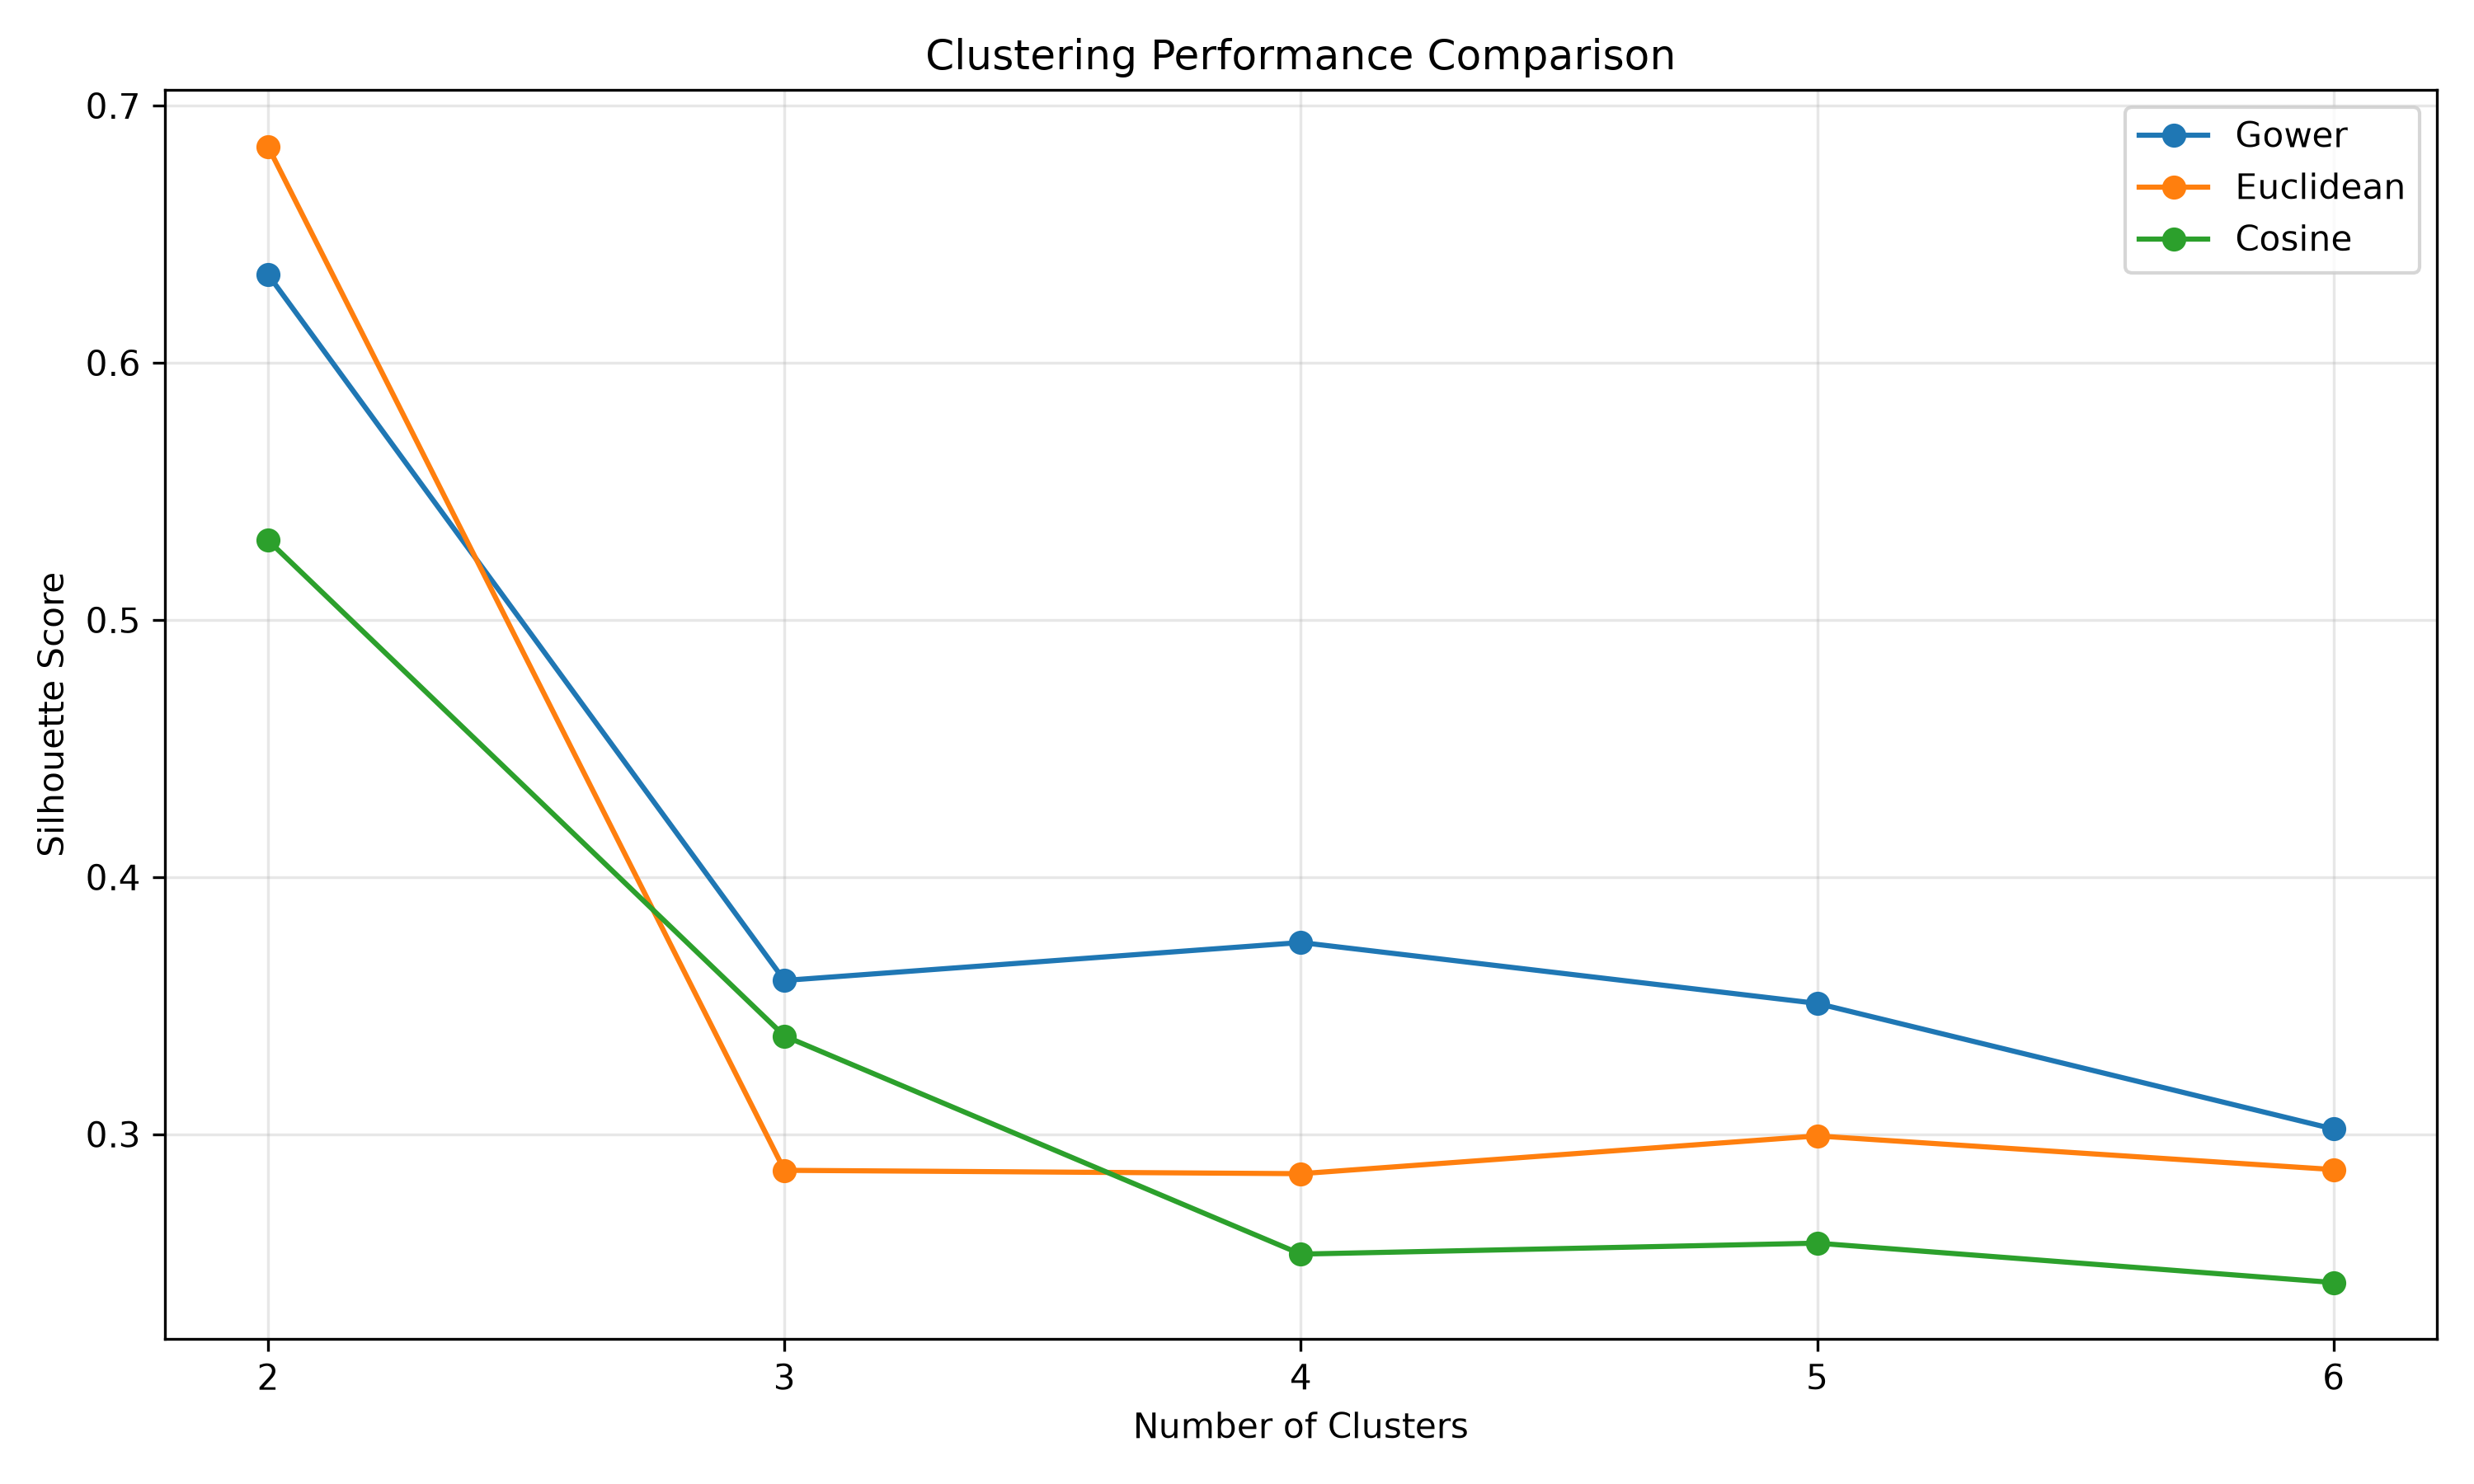 Clustering Performance Comparison
Gower
Euclidean
Cosine
Silhouette Score
0.7
0.6
0.5
0.4
0.3
2 3 4 5 6
Number of Clusters